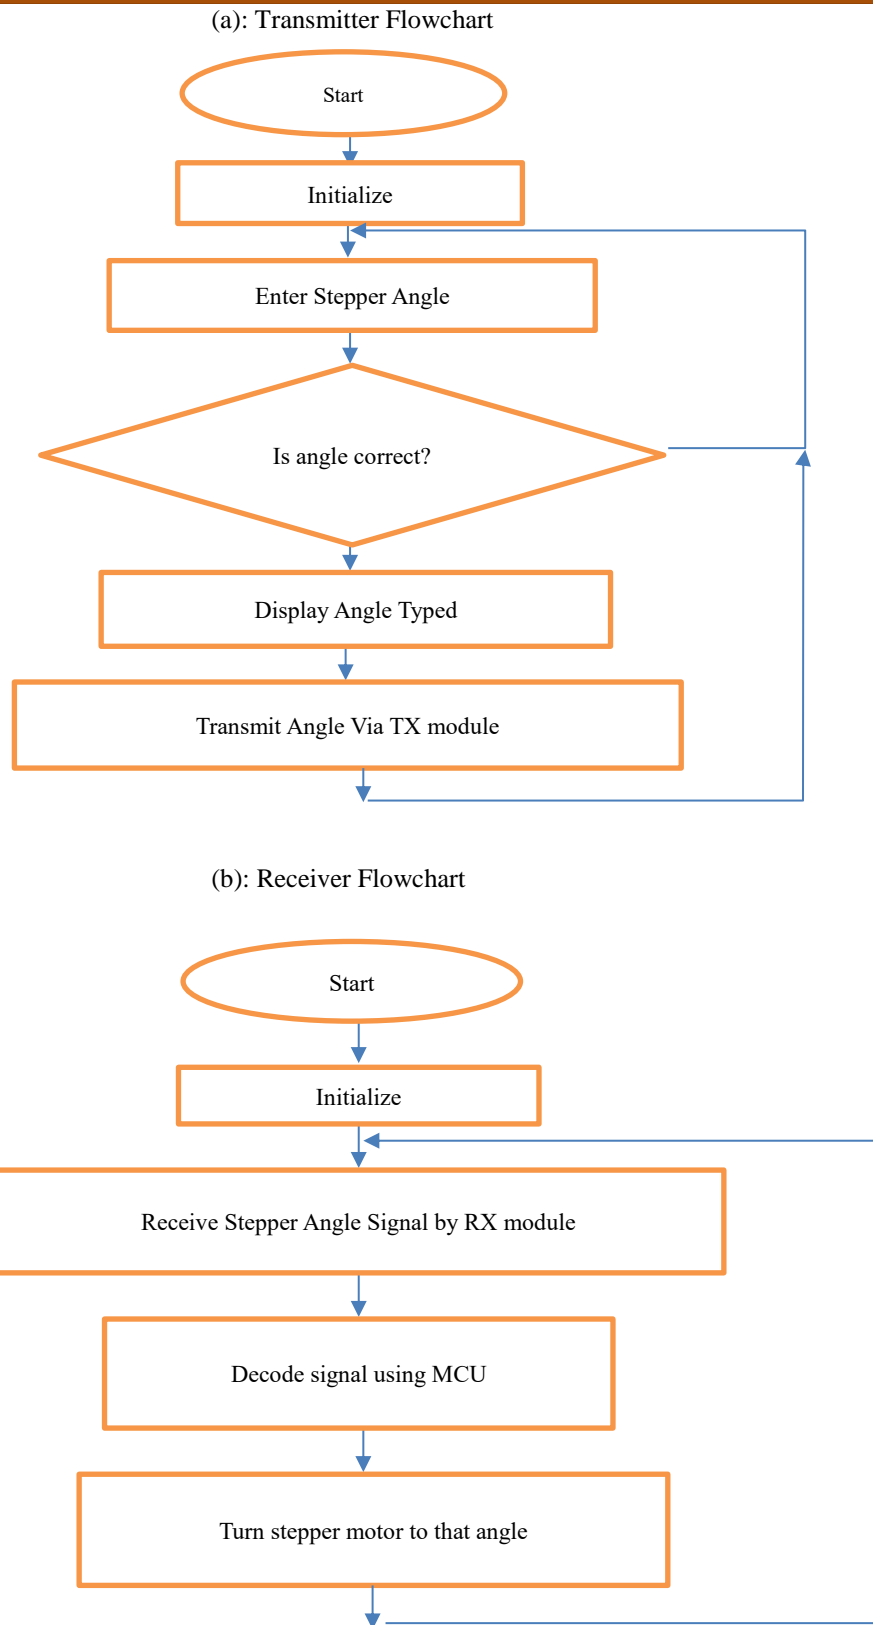 (a): Transmitter Flowchart
Start
Initialize
Enter Stepper Angle
Is angle correct?
Display Angle Typed
Transmit Angle Via TX module
(b): Receiver Flowchart
Start
Initialize
Receive Stepper Angle Signal by RX module
Decode signal using MCU
Turn stepper motor to that angle